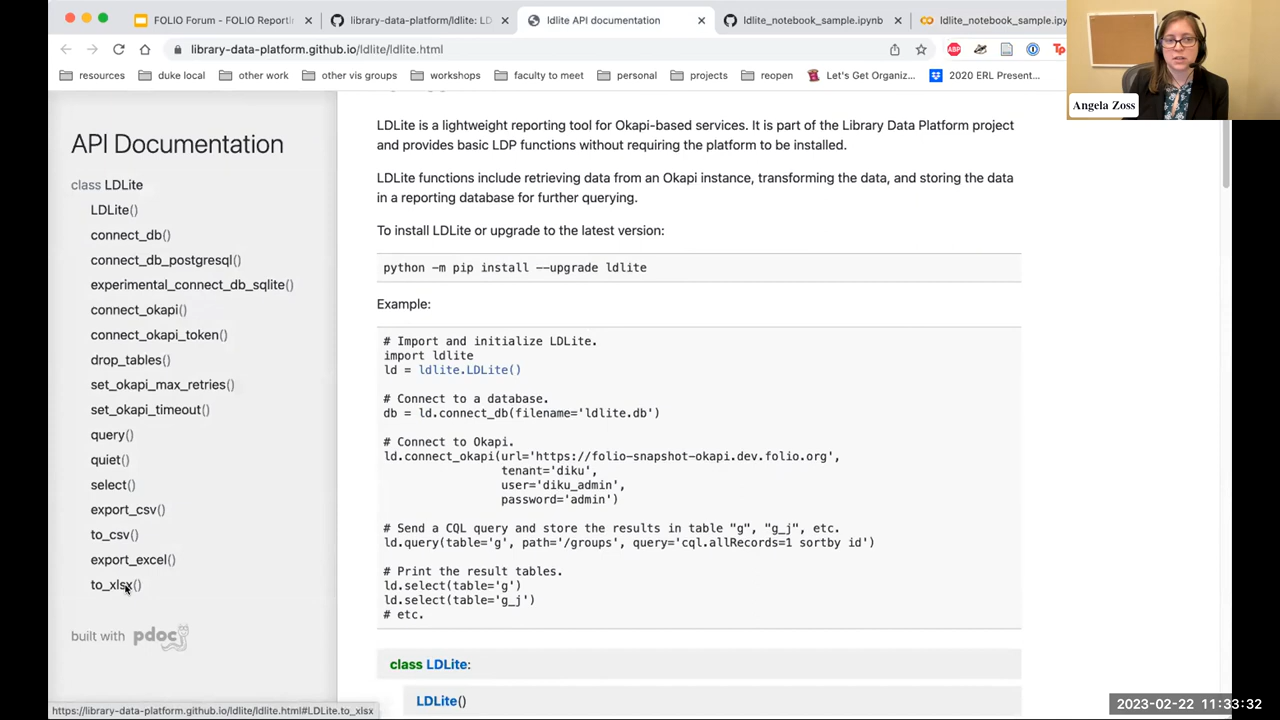 FOLIO Forum - FOLIO Reporti
library-data-platform/ldlite: LD
ldlite API documentation
ldlite_notebook_sample.ipynb
ldlite_notebook_sample.ipy
library-data-platform.github.io/ldlite/ldlite.html
ABP
resources
duke local
other work
other vis groups
workshops
faculty to meet
personal
projects
reopen
Let's Get Organiz...
2020 ERL Present...
Angela Zoss
API Documentation
class LDLite
LDLite()
connect_db()
connect_db_postgresql()
experimental_connect_db_sqlite()
connect_okapi()
connect_okapi_token()
drop_tables()
set_okapi_max_retries()
set_okapi_timeout()
query()
quiet()
select()
export_csv()
to_csv()
export_excel()
to_xlsx()
built with pdoc
LDLite is a lightweight reporting tool for Okapi-based services. It is part of the Library Data Platform project
and provides basic LDP functions without requiring the platform to be installed.
LDLite functions include retrieving data from an Okapi instance, transforming the data, and storing the data
in a reporting database for further querying.
To install LDLite or upgrade to the latest version:
python -m pip install --upgrade ldlite
Example:
# Import and initialize LDLite.
import ldlite
ld = ldlite.LDLite()
# Connect to a database.
db = ld.connect_db(filename='ldlite.db')
# Connect to Okapi.
ld.connect_okapi(url='https://folio-snapshot-okapi.dev.folio.org',
tenant='diku',
user='diku_admin',
password='admin')
# Send a CQL query and store the results in table "g", "g_j", etc.
ld.query(table='g', path='/groups', query='cql.allRecords=1 sortby id')
# Print the result tables.
ld.select(table='g')
ld.select(table='g_j')
# etc.
class LDLite:
LDLite()
https://library-data-platform.github.io/ldlite/ldlite.html#LDLite.to_xlsx
2023-02-22 11:33:32